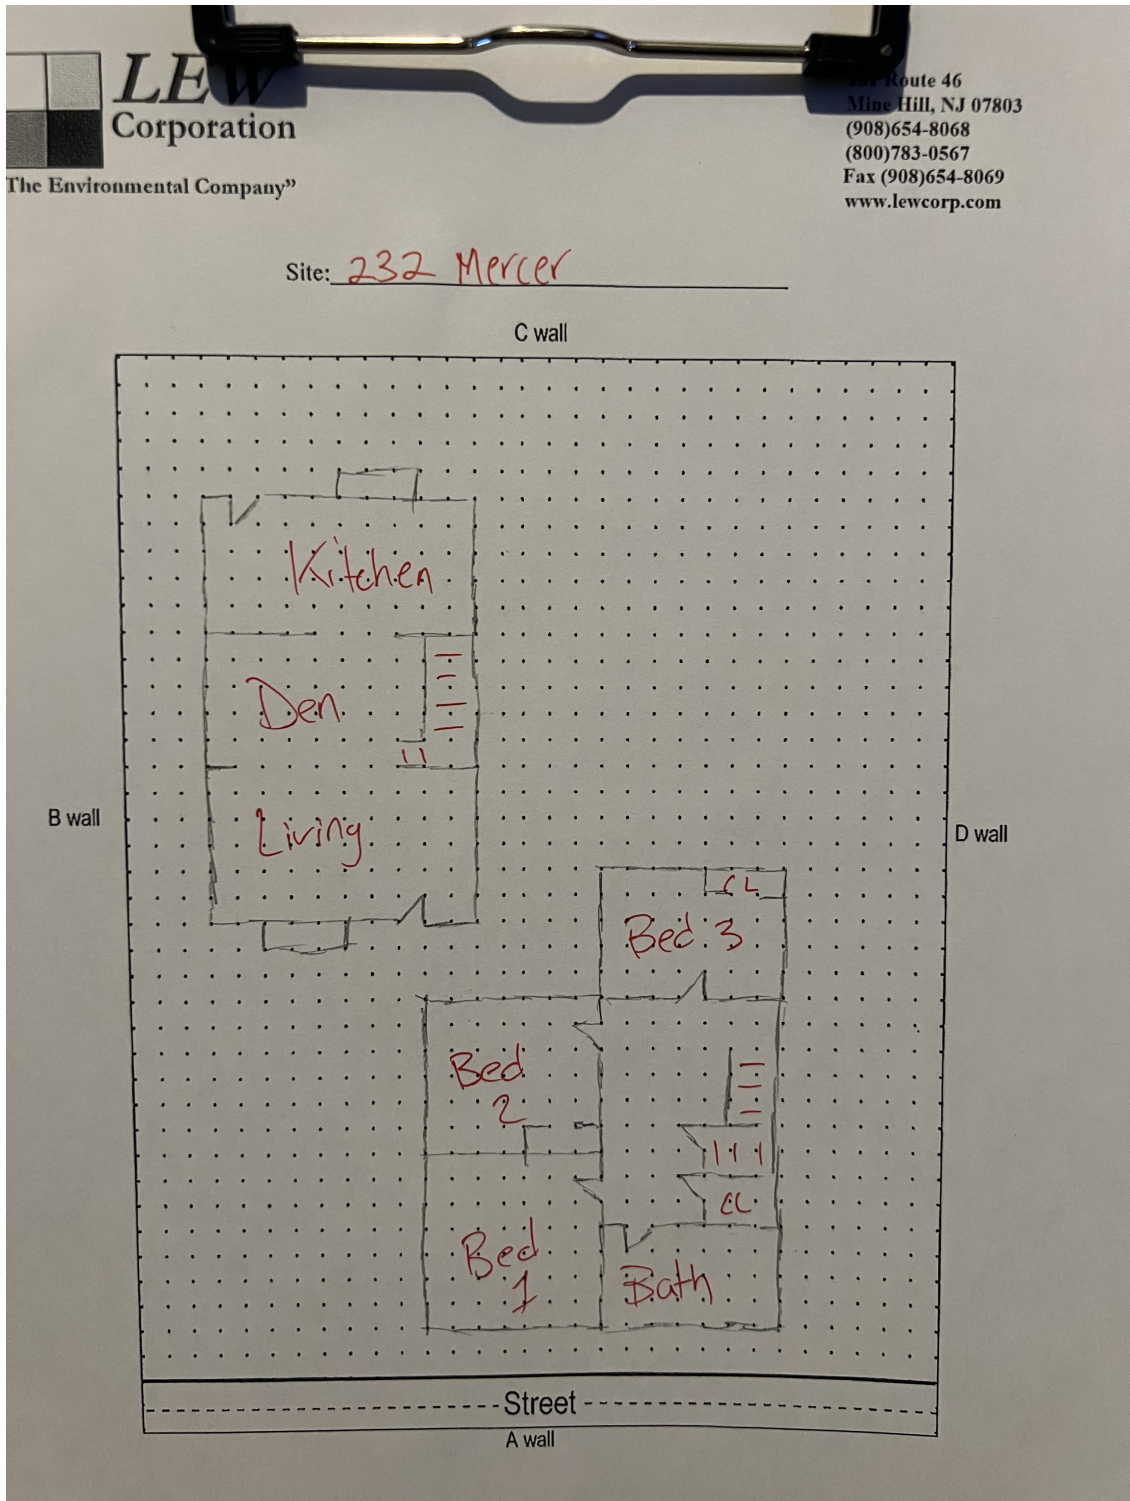 LEW
Corporation
The Environmental Company”
Route 46
Mine Hill, NJ 07803
(908)654-8068
(800)783-0567
Fax (908)654-8069
www.lewcorp.com
Site: 232 Mercer
C wall
Kitchen
Den
Living
B wall
D wall
CL
Bed 3
Bed
2
CL
Bed
1
Bath
Street
A wall